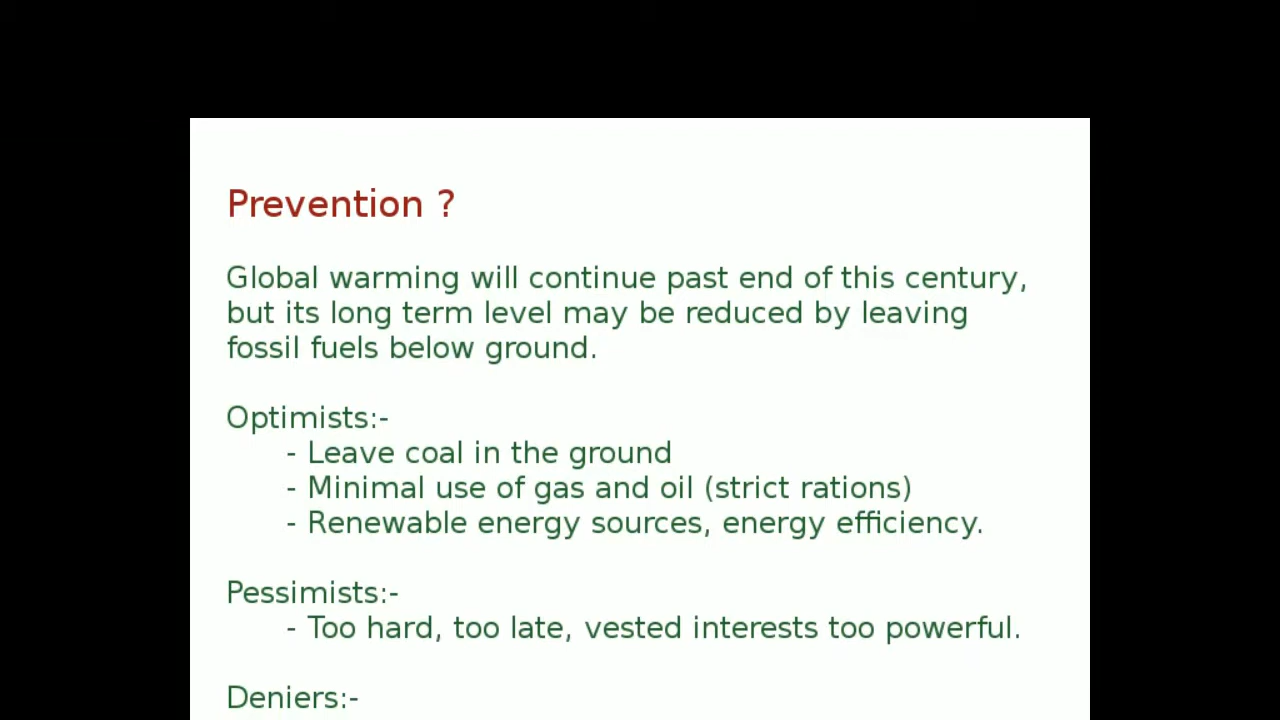 Prevention ?
Global warming will continue past end of this century,
but its long term level may be reduced by leaving
fossil fuels below ground.
Optimists:-
- Leave coal in the ground
- Minimal use of gas and oil (strict rations)
- Renewable energy sources, energy efficiency.
Pessimists:-
- Too hard, too late, vested interests too powerful.
Deniers:-